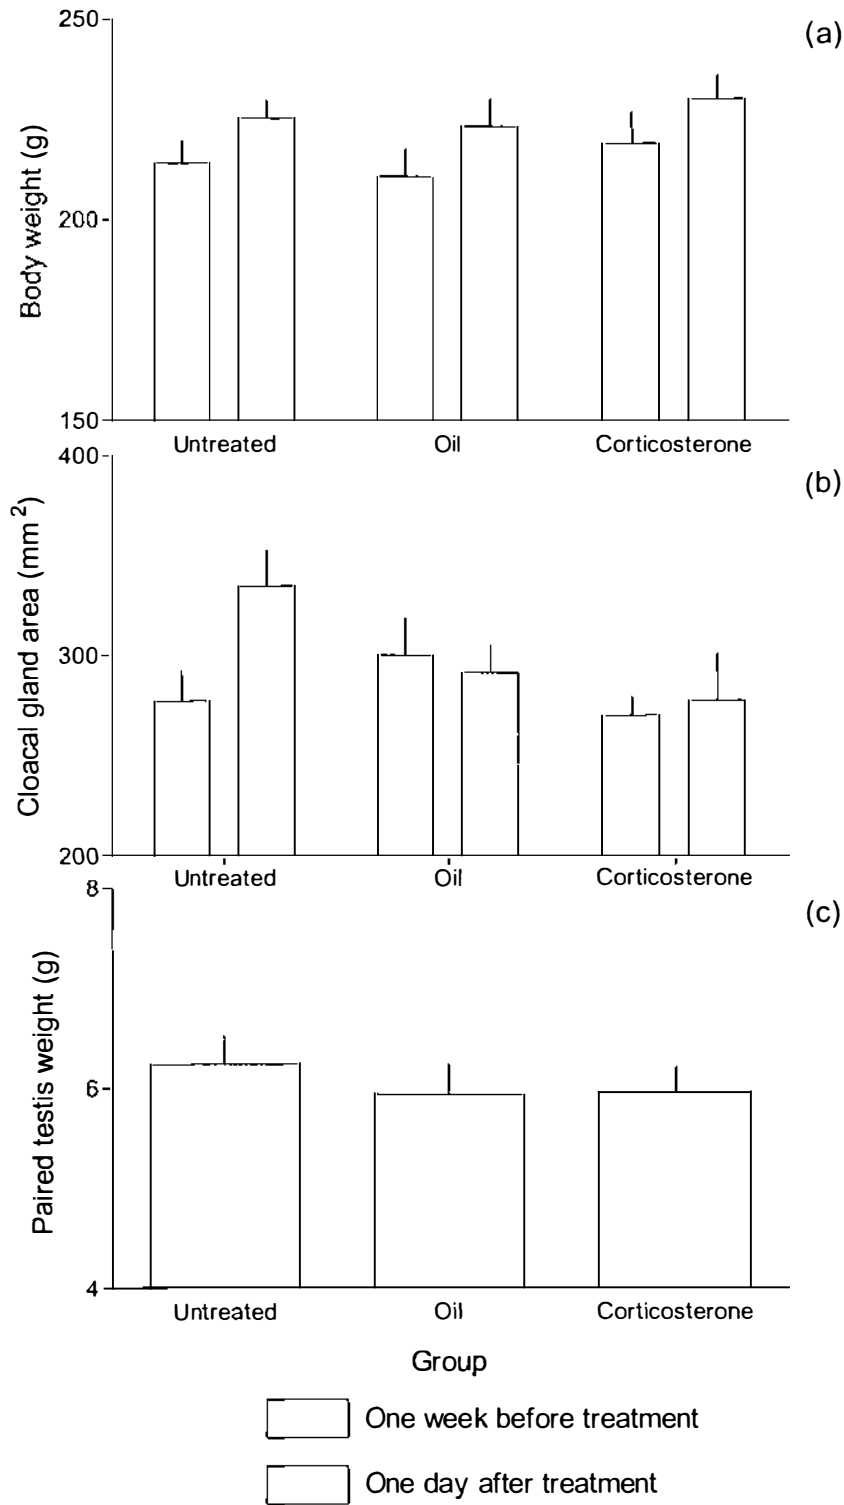 250
(a)
Body weight (g)
200
150
Untreated Oil Corticosterone
400
(b)
Cloacal gland area (mm²)
300
200
Untreated Oil Corticosterone
8
(c)
Paired testis weight (g)
6
4
Untreated Oil Corticosterone
Group
One week before treatment
One day after treatment